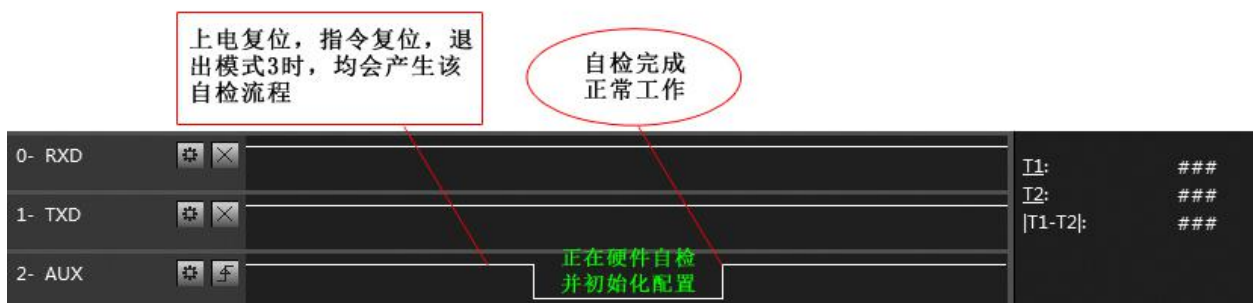 上电复位，指令复位，退
出模式3时，均会产生该
自检流程
自检完成
正常工作
0- RXD
1- TXD
2- AUX
正在硬件自检
并初始化配置
T1: ###
T2: ###
|T1-T2|: ###